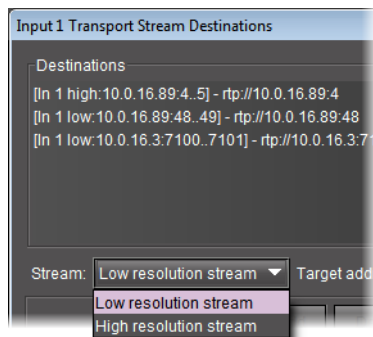 Input 1 Transport Stream Destinations
Destinations
[In 1 high:10.0.16.89:4..5] - rtp://10.0.16.89:4
[In 1 low:10.0.16.89:48..49] - rtp://10.0.16.89:48
[In 1 low:10.0.16.3:7100..7101] - rtp://10.0.16.3:71
Stream: Low resolution stream Target add
Low resolution stream
High resolution stream